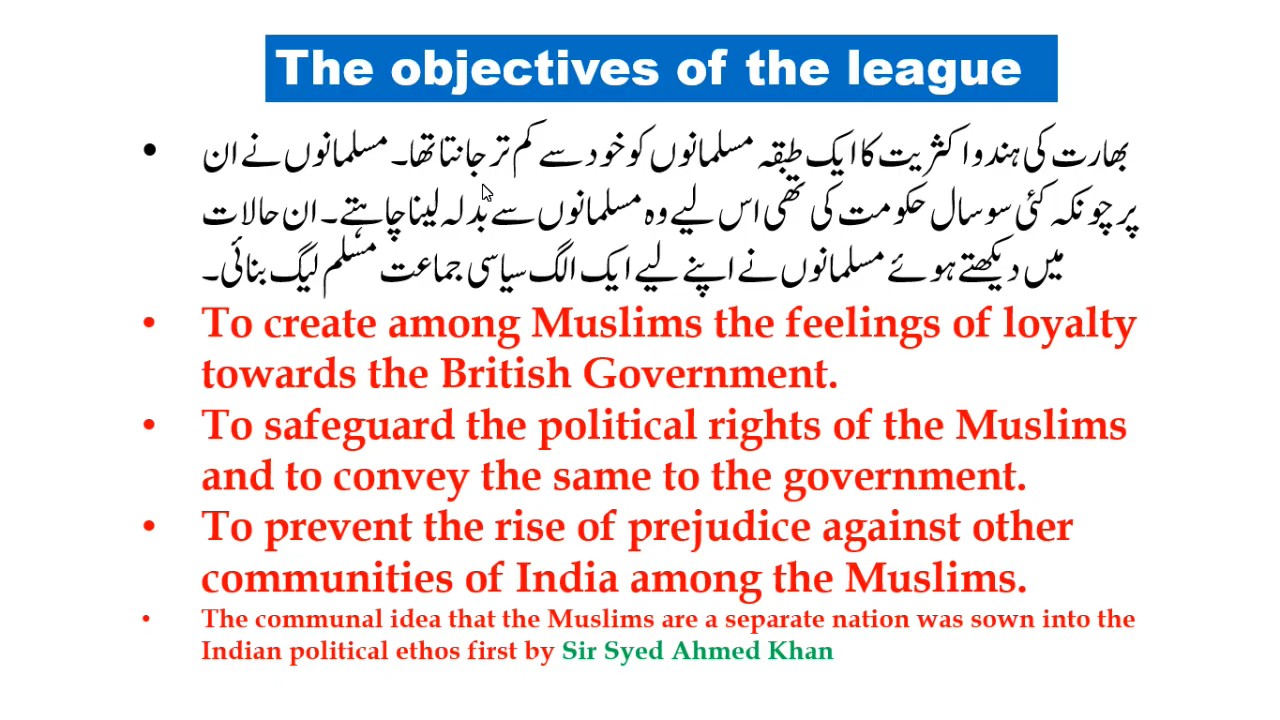 The objectives of the league
• بھارت کی ہندو اکثریت کا ایک طبقہ مسلمانوں کو خود سے کم تر جانتا تھا۔ مسلمانوں نے ان
پر چونکہ کئی سو سال حکومت کی تھی اس لیے وہ مسلمانوں سے بدلہ لینا چاہتے۔ ان حالات
میں دیکھتے ہوئے مسلمانوں نے اپنے لیے ایک الگ سیاسی جماعت مسلم لیگ بنائی۔
• To create among Muslims the feelings of loyalty
towards the British Government.
• To safeguard the political rights of the Muslims
and to convey the same to the government.
• To prevent the rise of prejudice against other
communities of India among the Muslims.
• The communal idea that the Muslims are a separate nation was sown into the
Indian political ethos first by Sir Syed Ahmed Khan